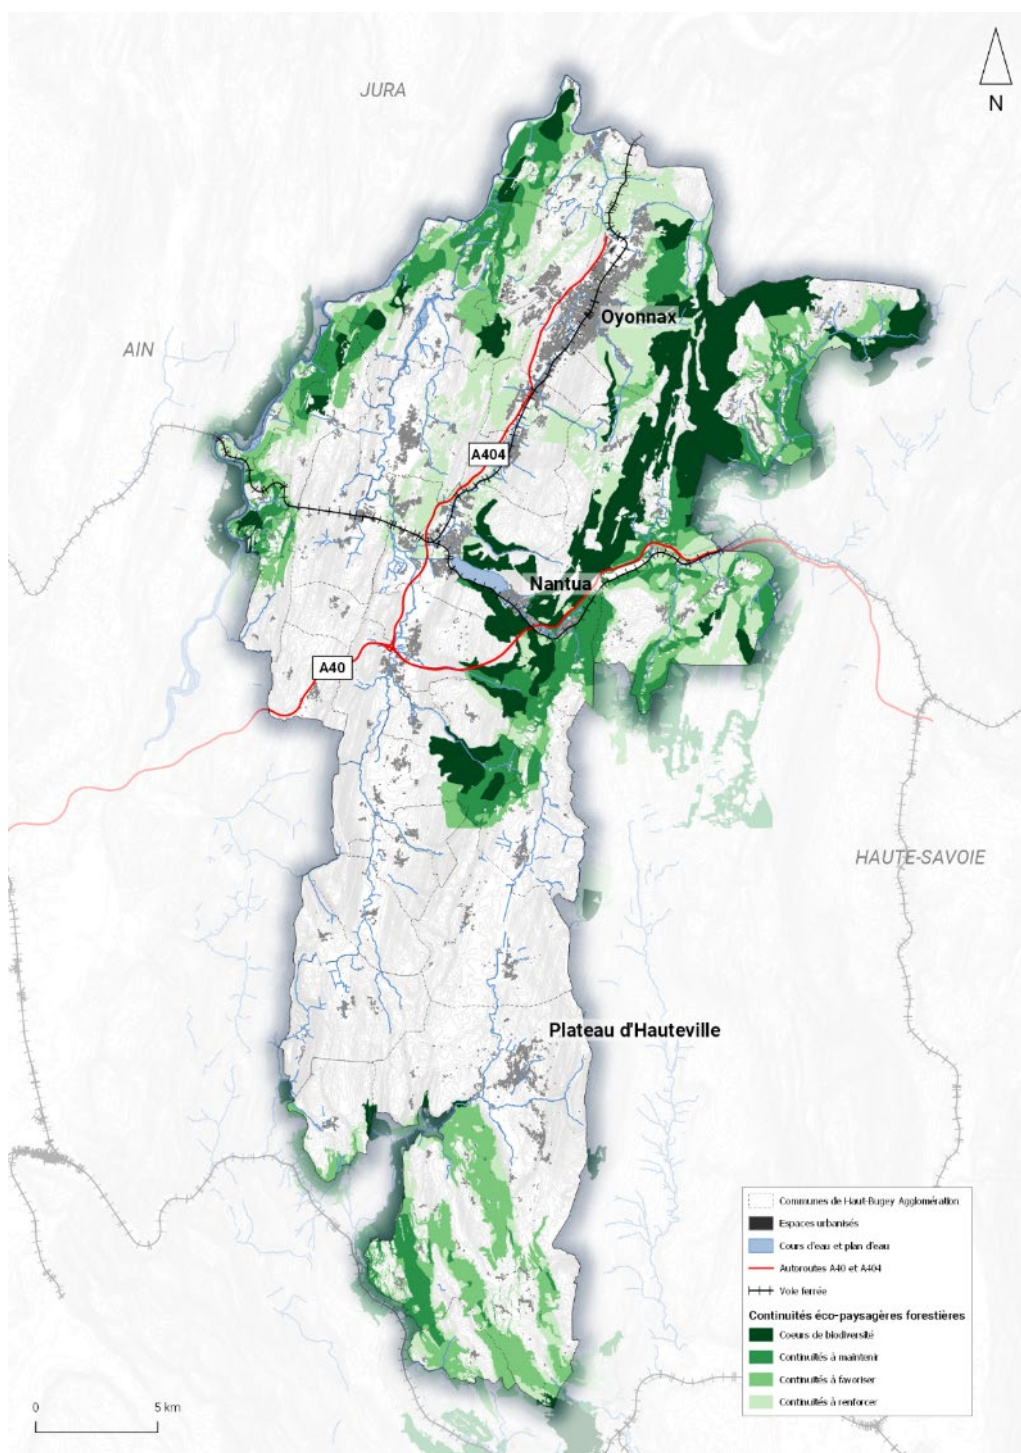 JURA
N
Oyonnax
AIN
A404
Nantua
A40
HAUTE-SAVOIE
Plateau d'Hauteville
Communes de Haut-Bugey Agglomération
Espaces urbanisés
Cours d'eau et plan d'eau
Autoroutes A40 et A404
Voie ferrée
Continuités éco-paysagères forestières
Coeurs de biodiversité
Continuités à maintenir
Continuités à favoriser
Continuités à renforcer
0 5 km